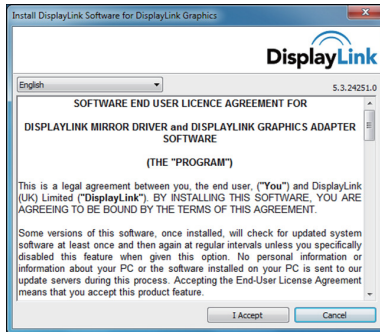 Install DisplayLink Software for DisplayLink Graphics
DisplayLink
English
5.3.24251.0
SOFTWARE END USER LICENCE AGREEMENT FOR
DISPLAYLINK MIRROR DRIVER and DISPLAYLINK GRAPHICS ADAPTER
SOFTWARE
(THE "PROGRAM")
This is a legal agreement between you, the end user, ("You") and DisplayLink
(UK) Limited ("DisplayLink"). BY INSTALLING THIS SOFTWARE, YOU ARE
AGREEING TO BE BOUND BY THE TERMS OF THIS AGREEMENT.
Some versions of this software, once installed, will check for updated system
software at least once and then again at regular intervals unless you specifically
disabled this feature when given this option. No personal information or
information about your PC or the software installed on your PC is sent to our
update servers during this process. Accepting the End-User License Agreement
means that you accept this product feature.
I Accept
Cancel